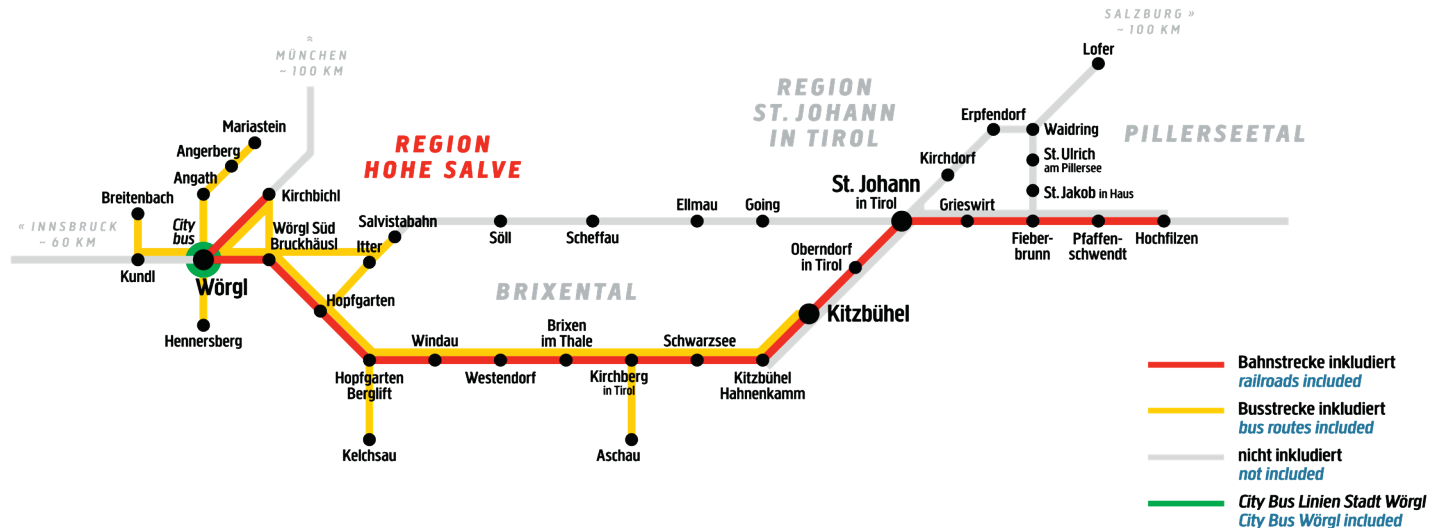 SALZBURG »
~ 100 KM
Lofer
»
MÜNCHEN
~ 100 KM
REGION
ST. JOHANN
IN TIROL
Erpfendorf
Waidring
PILLERSEETAL
Mariastein
REGION
HOHE SALVE
Angerberg
Kirchdorf
St. Ulrich
am Pillersee
Angath
St. Johann
in Tirol
Breitenbach
Kirchbichl
St. Jakob in Haus
Ellmau
Going
Grieswirt
Salvistabahn
City
bus
Wörgl Süd
Bruckhäusl
« INNSBRUCK
~ 60 KM
Söll
Scheffau
Fieber-
brunn
Pfaffen-
schwendt
Hochfilzen
Itter
Oberndorf
in Tirol
Kundl
Wörgl
BRIXENTAL
Hopfgarten
Kitzbühel
Hennersberg
Windau
Brixen
im Thale
Schwarzsee
Hopfgarten
Berglift
Westendorf
Kirchberg
in Tirol
Kitzbühel
Hahnenkamm
Kelchsau
Aschau
Bahnstrecke inkludiert
railroads included
Busstrecke inkludiert
bus routes included
nicht inkludiert
not included
City Bus Linien Stadt Wörgl
City Bus Wörgl included